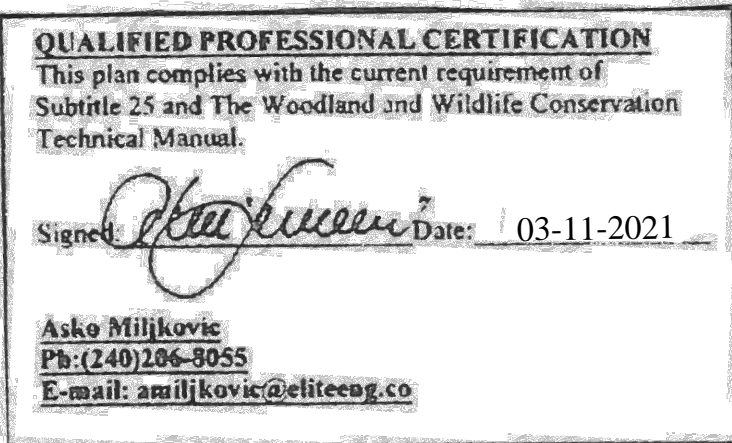 QUALIFIED PROFESSIONAL CERTIFICATION
This plan complies with the current requirement of
Subtitle 25 and The Woodland and Wildlife Conservation
Technical Manual.
Signed: Date: 03-11-2021
Asko Miljkovic
Ph:(240)206-8055
E-mail: amiljkovic@eliteeng.co